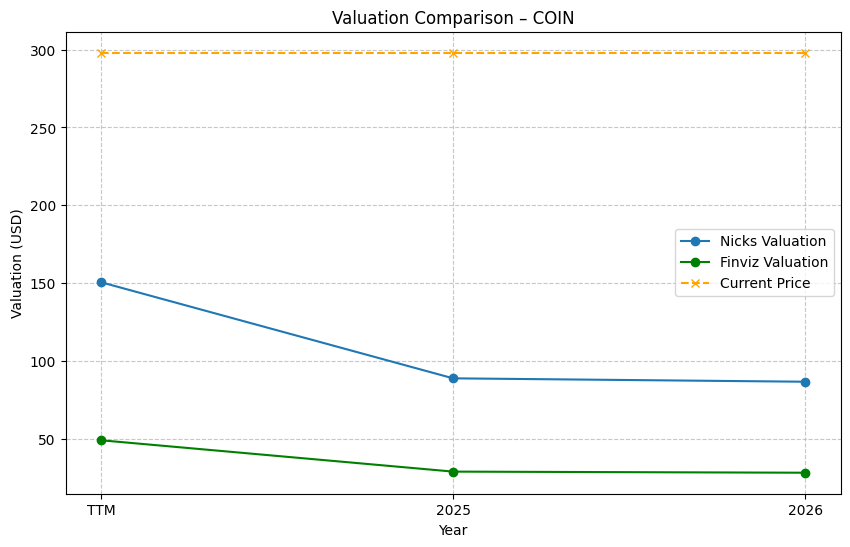 Valuation Comparison – COIN
Valuation (USD)
300
250
200
150
100
50
Nicks Valuation
Finviz Valuation
Current Price
TTM
2025
2026
Year